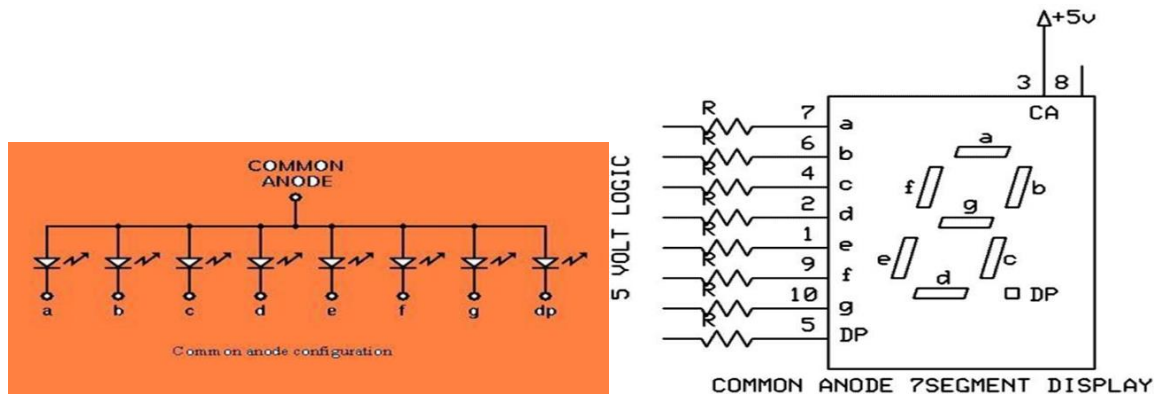 COMMON
ANODE
a b c d e f g dp
Common anode configuration
5 VOLT LOGIC
+5v
3 8
CA
R 7 a
R 6 b
R 4 c
R 2 d
R 1 e
R 9 f
R 10 g
R 5 DP
a
f b
g
e c
d DP
COMMON ANODE 7SEGMENT DISPLAY